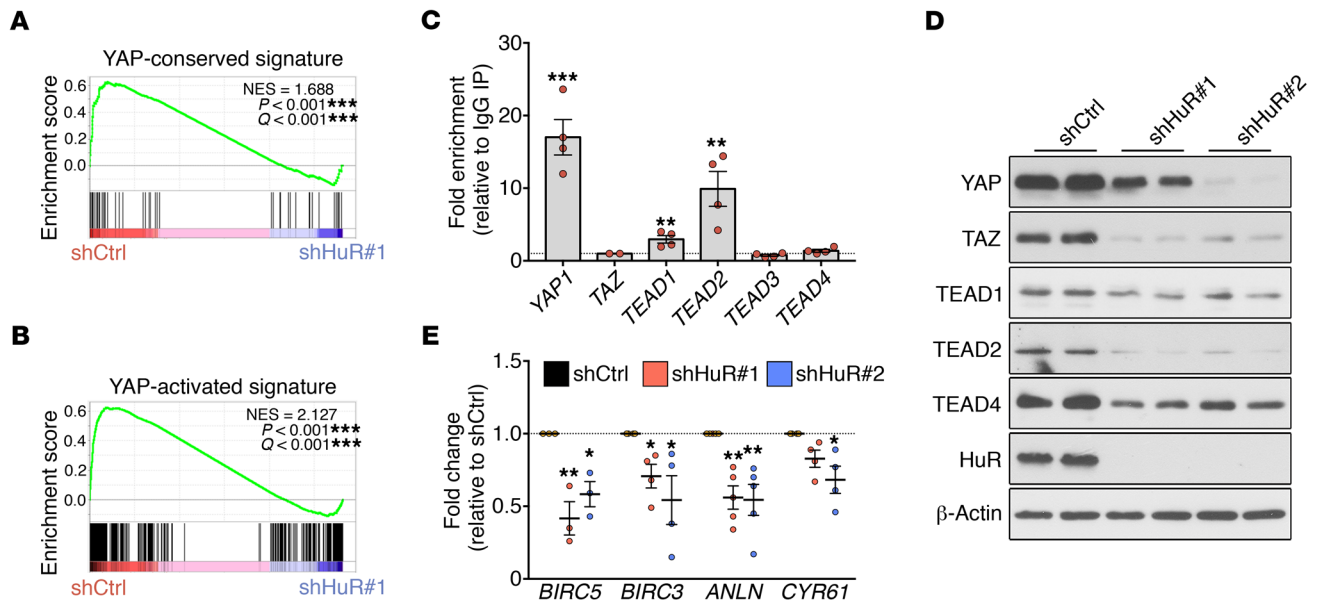 A
YAP-conserved signature
Enrichment score
0.6
0.4
0.2
0.0
NES = 1.688
P < 0.001***
Q < 0.001***
shCtrl
shHuR#1
B
YAP-activated signature
Enrichment score
0.6
0.4
0.2
0.0
NES = 2.127
P < 0.001***
Q < 0.001***
shCtrl
shHuR#1
C
Fold enrichment
(relative to IgG IP)
30
20
10
0
***
**
**
YAP1
TAZ
TEAD1
TEAD2
TEAD3
TEAD4
D
shCtrl
shHuR#1
shHuR#2
YAP
TAZ
TEAD1
TEAD2
TEAD4
HuR
β-Actin
E
Fold change
(relative to shCtrl)
1.5
1.0
0.5
0
shCtrl
shHuR#1
shHuR#2
**
*
*
*
**
**
*
BIRC5
BIRC3
ANLN
CYR61